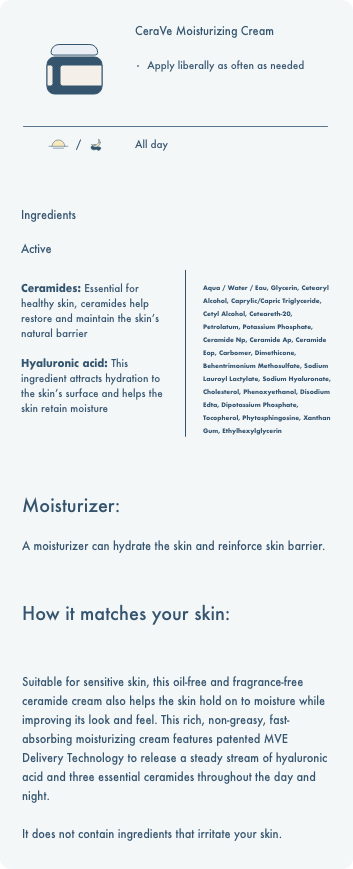 CeraVe Moisturizing Cream
· Apply liberally as often as needed
/ All day
Ingredients
Active
Ceramides: Essential for
healthy skin, ceramides help
restore and maintain the skin's
natural barrier
Hyaluronic acid: This
ingredient attracts hydration to
the skin's surface and helps the
skin retain moisture
Aqua / Water / Eau, Glycerin, Cetearyl
Alcohol, Caprylic/Capric Triglyceride,
Cetyl Alcohol, Ceteareth-20,
Petrolatum, Potassium Phosphate,
Ceramide Np, Ceramide Ap, Ceramide
Eop, Carbomer, Dimethicone,
Behentrimonium Methosulfate, Sodium
Lauroyl Lactylate, Sodium Hyaluronate,
Cholesterol, Phenoxyethanol, Disodium
Edta, Dipotassium Phosphate,
Tocopherol, Phytosphingosine, Xanthan
Gum, Ethylhexylglycerin
Moisturizer:
A moisturizer can hydrate the skin and reinforce skin barrier.
How it matches your skin:
Suitable for sensitive skin, this oil-free and fragrance-free
ceramide cream also helps the skin hold on to moisture while
improving its look and feel. This rich, non-greasy, fast-
absorbing moisturizing cream features patented MVE
Delivery Technology to release a steady stream of hyaluronic
acid and three essential ceramides throughout the day and
night.
It does not contain ingredients that irritate your skin.